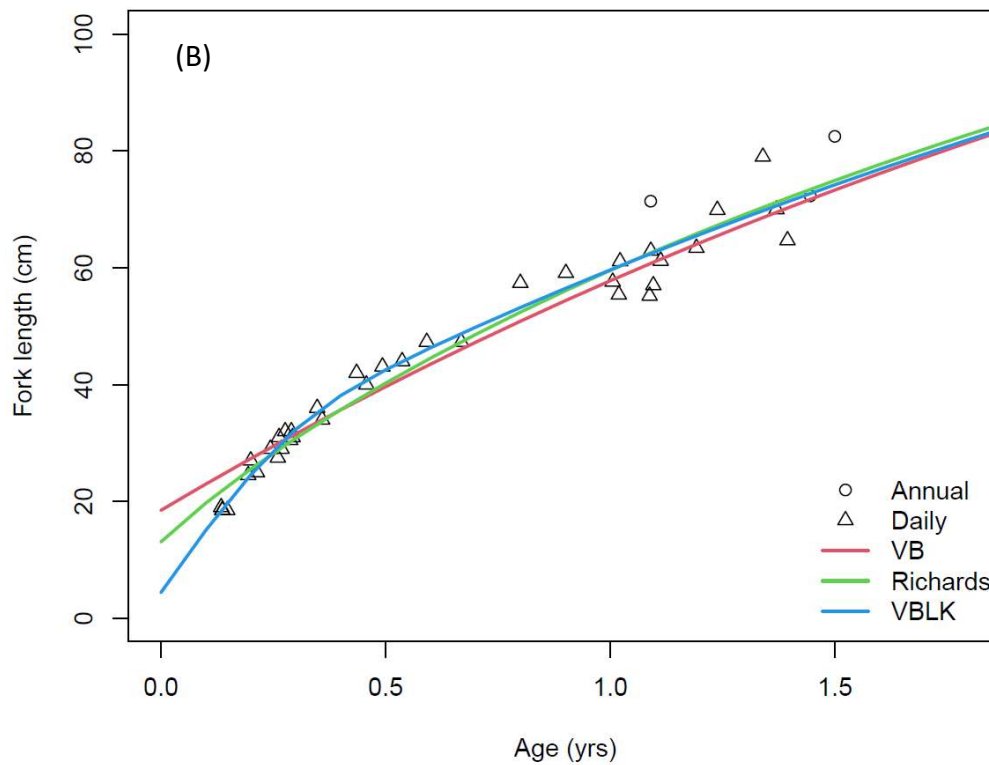 (B)
100
80
60
40
20
0
Fork length (cm)
Annual
Daily
VB
Richards
VBLK
0.0 0.5 1.0 1.5
Age (yrs)